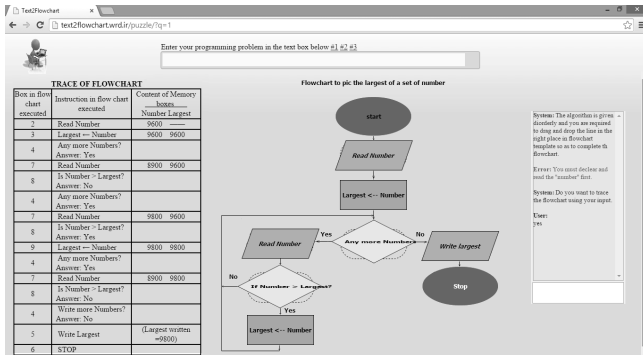 Text2Flowchart
text2flowchart.wrd.ir/puzzle/?q=1
Enter your programming problem in the text box below #1 #2 #3
TRACE OF FLOWCHART
Box in flow chart executed Instruction in flow chart executed Content of Memory boxes
Number Largest
2 Read Number 9600 ——
3 Largest ← Number 9600 9600
4 Any more Numbers?
Answer: Yes
7 Read Number 8900 9600
8 Is Number > Largest?
Answer: No
4 Any more Numbers?
Answer: Yes
7 Read Number 9800 9600
8 Is Number > Largest?
Answer: Yes
9 Largest ← Number 9800 9800
4 Any more Numbers?
Answer: Yes
7 Read Number 8900 9800
8 Is Number > Largest?
Answer: No
4 Write more Numbers?
Answer: No
5 Write Largest (Largest written =9800)
6 STOP
Flowchart to pic the largest of a set of number
start
Read Number
Largest <-- Number
Any more Numbers
Yes
No
Read Number
Write largest
Stop
If Number > Largest?
No
Yes
Largest <-- Number
System: The algorithm is given
disorderly and you are required
to drag and drop the line in the
right place in flowchart
template so as to complete th
flowchart.
Error: You must declear and
read the "number" first.
System: Do you want to trace
the flowchart using your input.
User:
yes